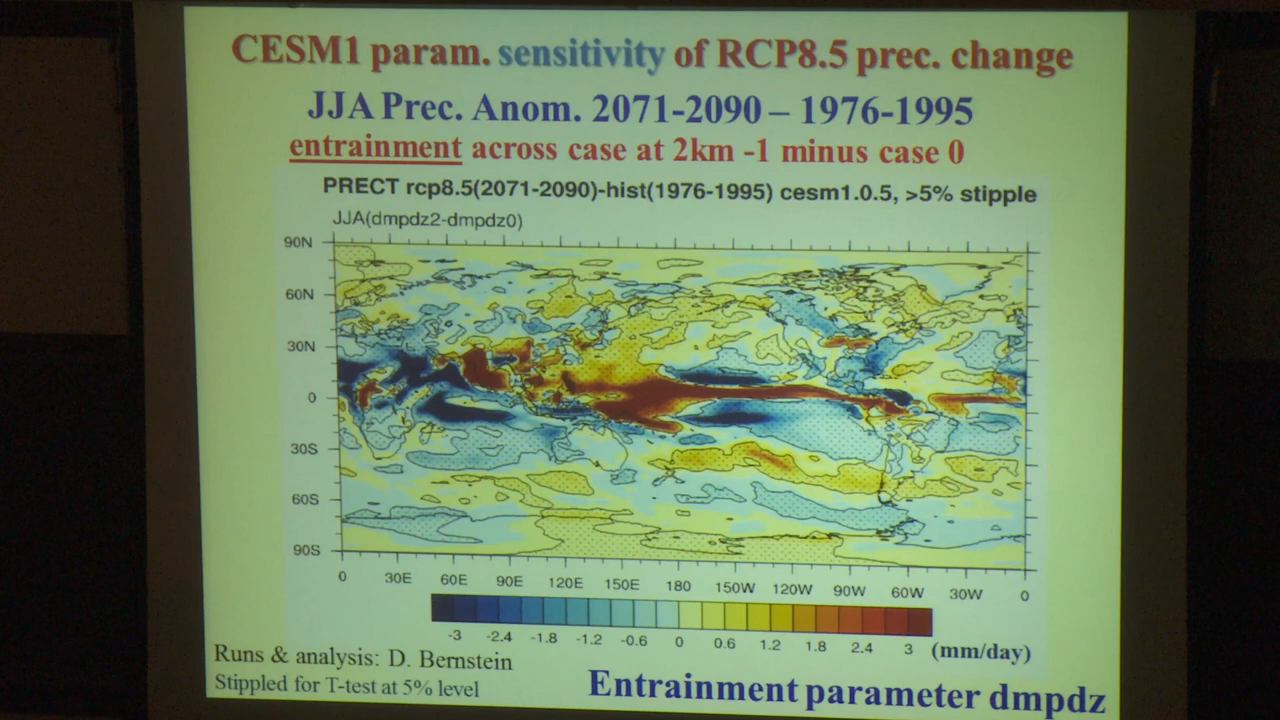 CESM1 param. sensitivity of RCP8.5 prec. change
JJA Prec. Anom. 2071-2090 – 1976-1995
entrainment across case at 2km -1 minus case 0
PRECT rcp8.5(2071-2090)-hist(1976-1995) cesm1.0.5, >5% stipple
JJA(dmpdz2-dmpdz0)
90N
60N
30N
0
30S
60S
90S
0 30E 60E 90E 120E 150E 180 150W 120W 90W 60W 30W 0
-3 -2.4 -1.8 -1.2 -0.6 0 0.6 1.2 1.8 2.4 3 (mm/day)
Runs & analysis: D. Bernstein
Stippled for T-test at 5% level
Entrainment parameter dmpdz